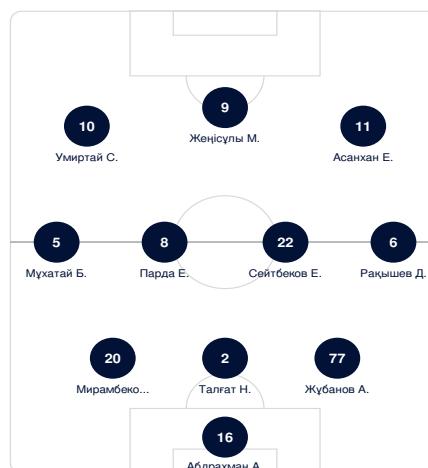 9
Жеңісұлы М.
10
Умиртай С.
11
Асанхан Е.
5
Мұхатай Б.
8
Парда Е.
22
Сейтбеков Е.
6
Рақышев Д.
20
Мирамбеко...
2
Талғат Н.
77
Жұбанов А.
16
Абдрахман А.